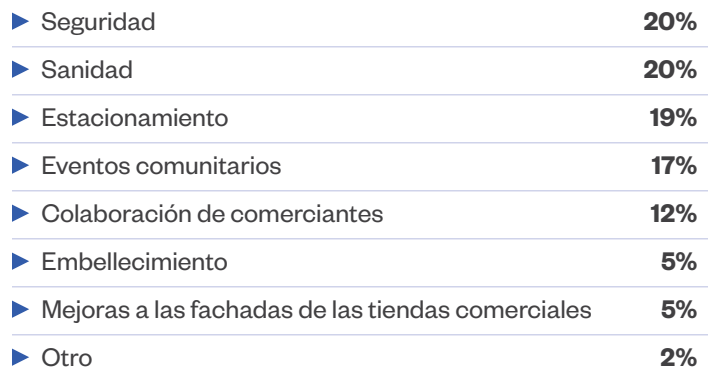 Seguridad 20%
Sanidad 20%
Estacionamiento 19%
Eventos comunitarios 17%
Colaboración de comerciantes 12%
Embellecimiento 5%
Mejoras a las fachadas de las tiendas comerciales 5%
Otro 2%